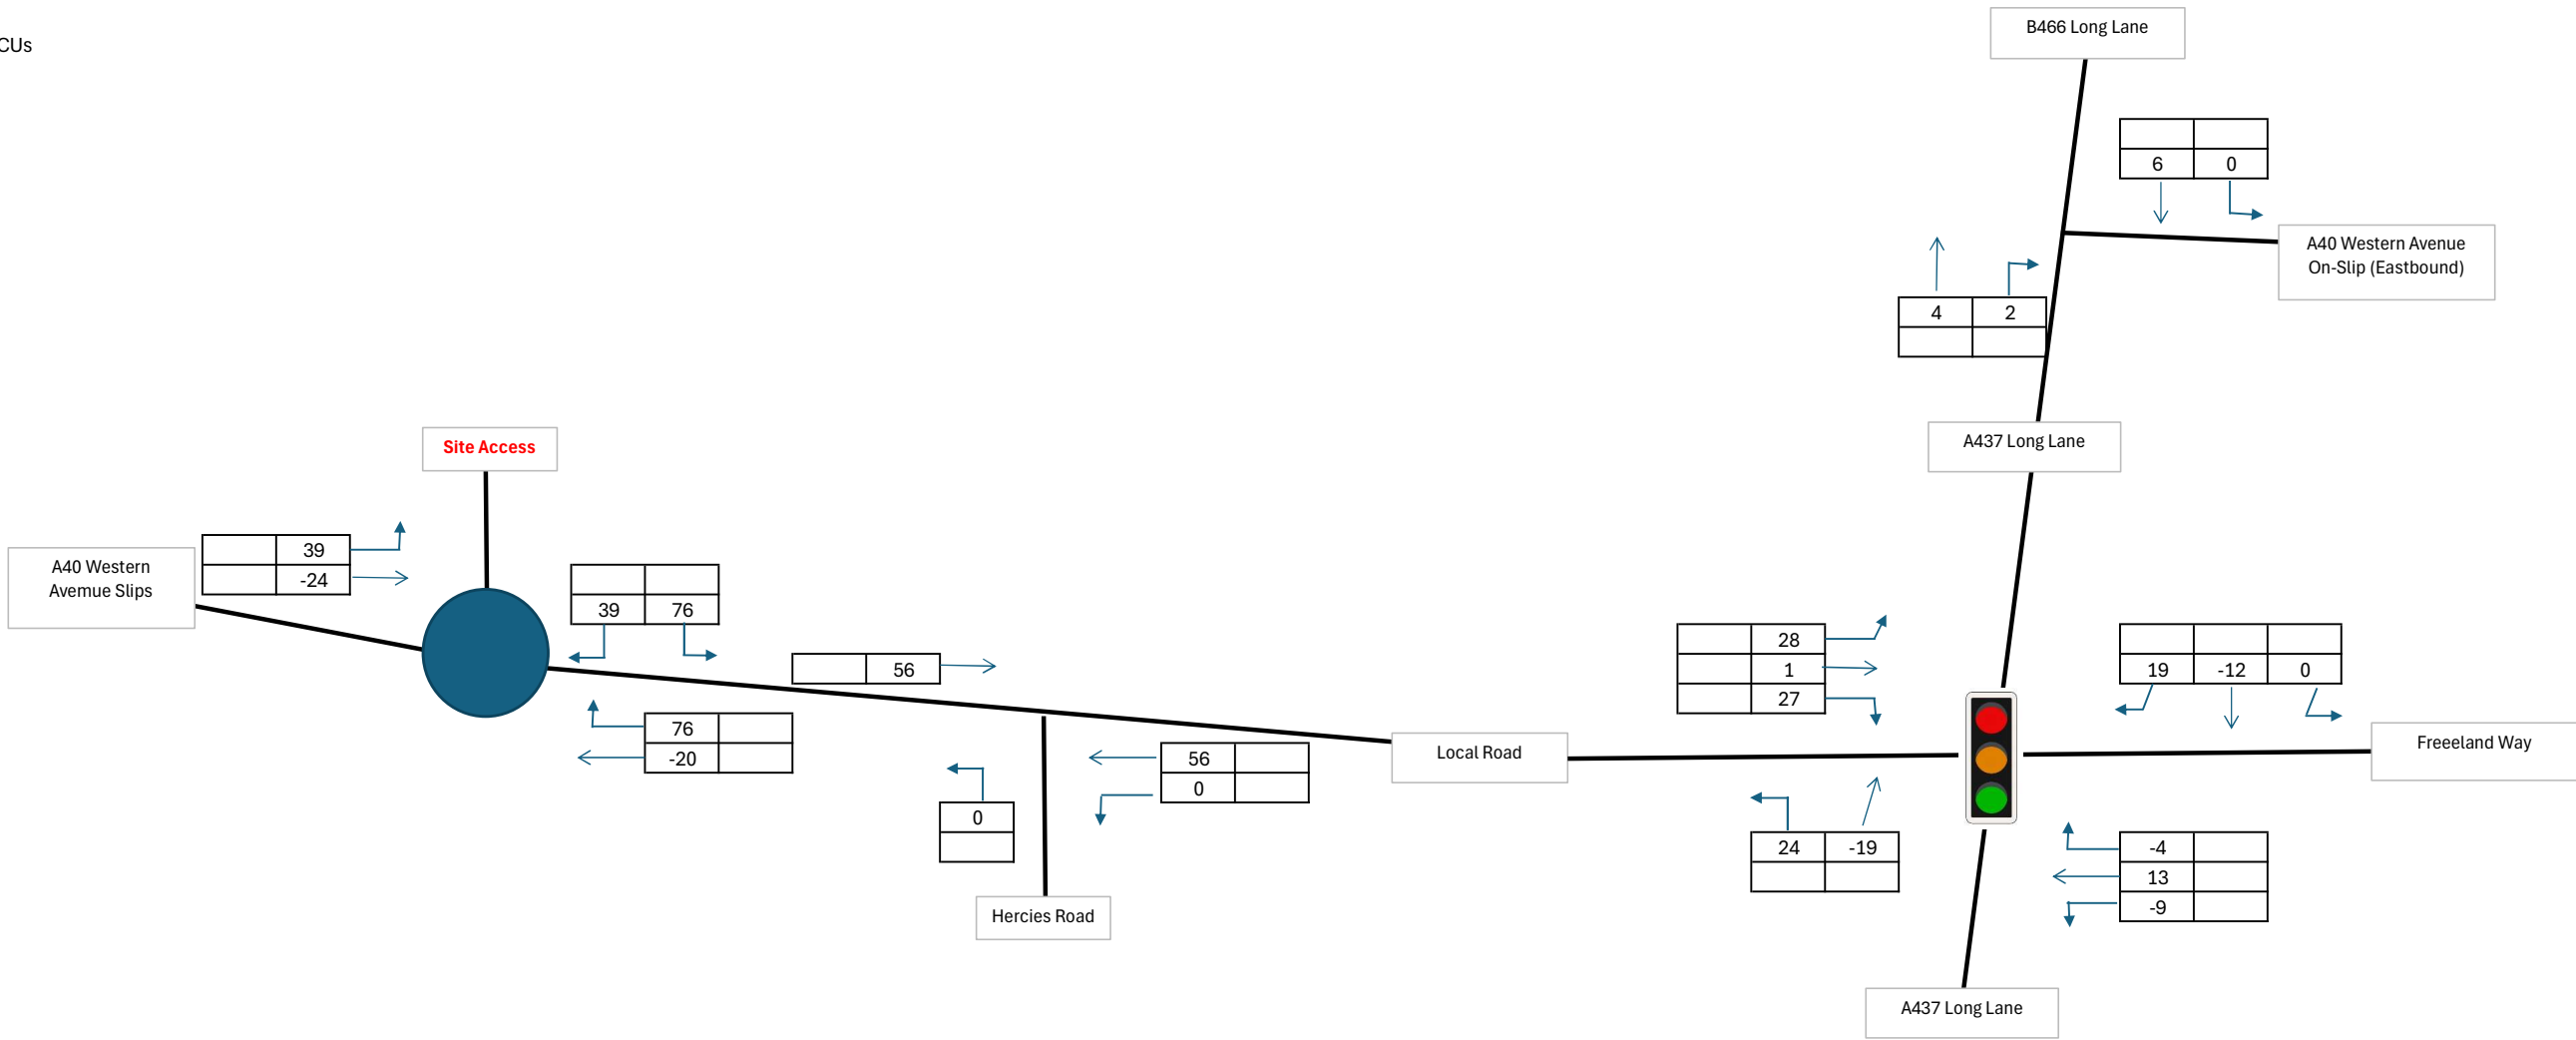 CUs
B466 Long Lane
6 0
A40 Western Avenue
On-Slip (Eastbound)
4 2
A437 Long Lane
Site Access
A40 Western
Avemue Slips
39
-24
39 76
56
76
-20
0
56
0
Hercies Road
Local Road
28
1
27
19 -12 0
Freeeland Way
24 -19
-4
13
-9
A437 Long Lane